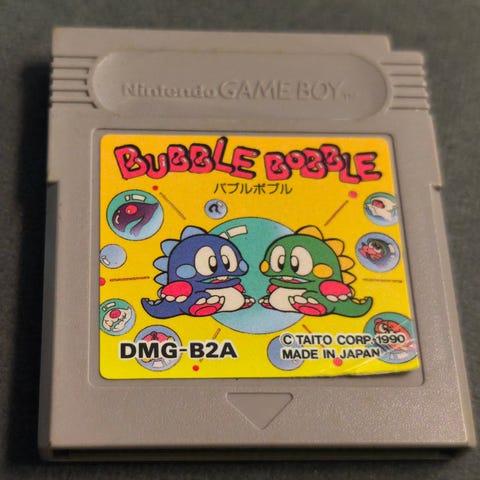 Nintendo GAME BOY TM
BUBBLE BOBBLE
バブルボブル
DMG-B2A
© TAITO CORP. 1990
MADE IN JAPAN